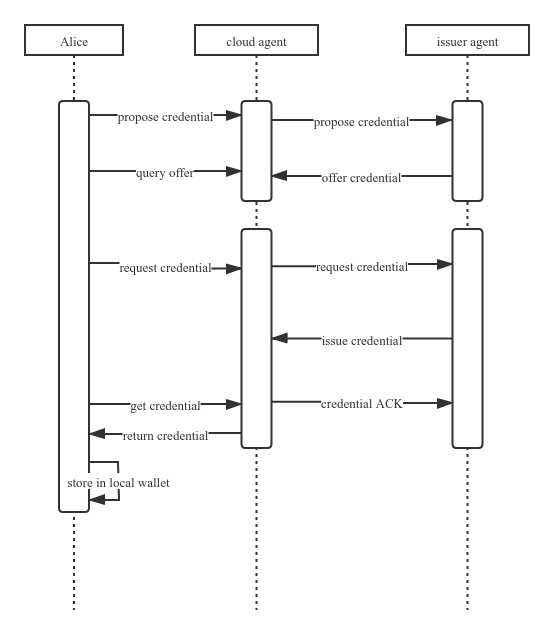 Alice
cloud agent
issuer agent
propose credential
propose credential
query offer
offer credential
request credential
request credential
issue credential
get credential
credential ACK
return credential
store in local wallet